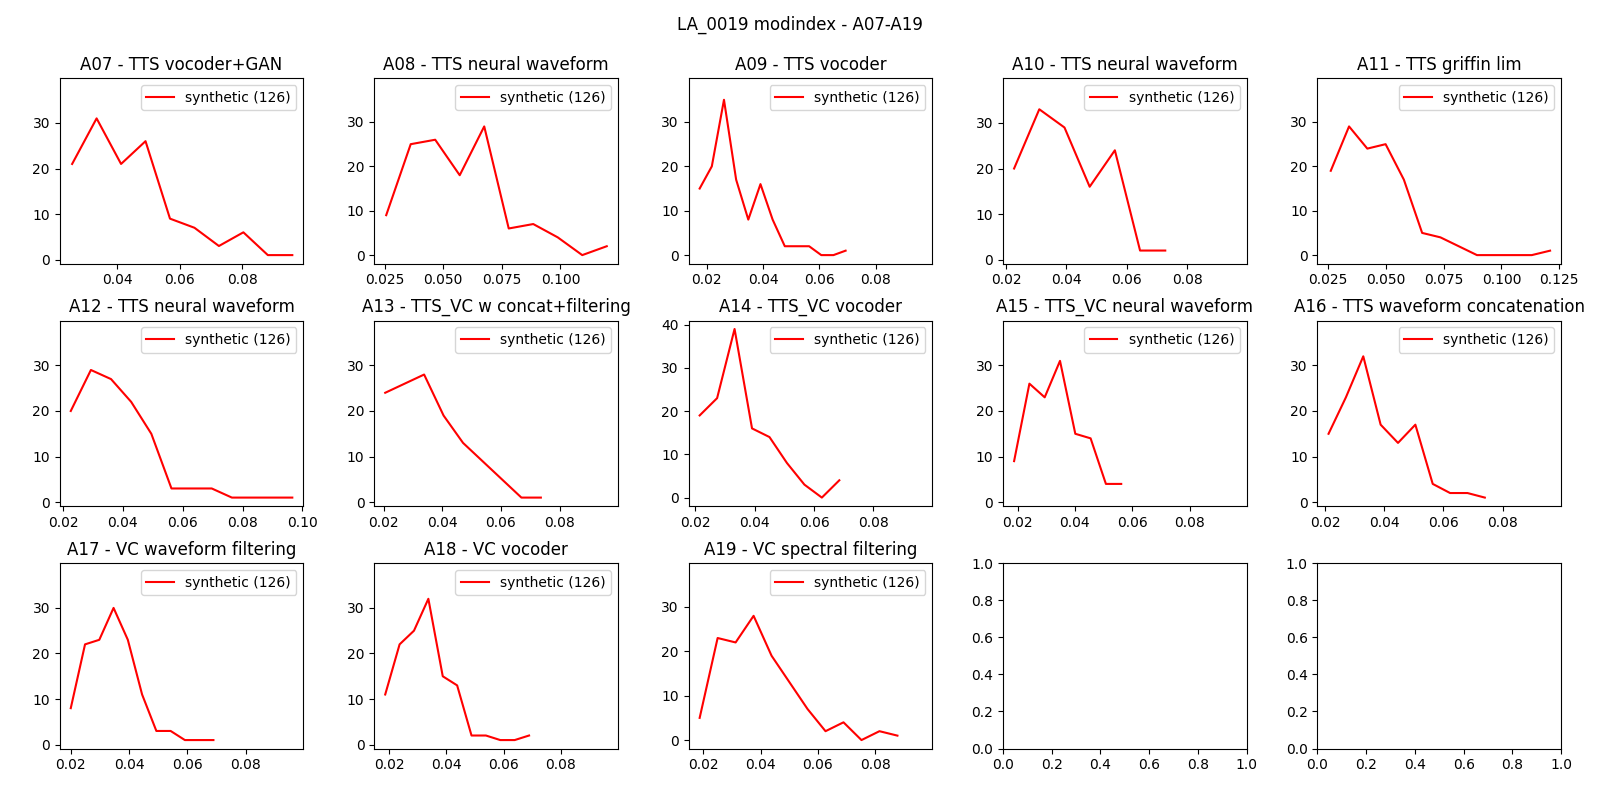 LA_0019 modindex - A07-A19
A07 - TTS vocoder+GAN
synthetic (126)
30
20
10
0
0.04 0.06 0.08
A08 - TTS neural waveform
synthetic (126)
30
20
10
0
0.025 0.050 0.075 0.100
A09 - TTS vocoder
synthetic (126)
30
20
10
0
0.02 0.04 0.06 0.08
A10 - TTS neural waveform
synthetic (126)
30
20
10
0
0.02 0.04 0.06 0.08
A11 - TTS griffin lim
synthetic (126)
30
20
10
0
0.025 0.050 0.075 0.100 0.125
A12 - TTS neural waveform
synthetic (126)
30
20
10
0
0.02 0.04 0.06 0.08 0.10
A13 - TTS_VC w concat+filtering
synthetic (126)
30
20
10
0
0.02 0.04 0.06 0.08
A14 - TTS_VC vocoder
synthetic (126)
40
30
20
10
0
0.02 0.04 0.06 0.08
A15 - TTS_VC neural waveform
synthetic (126)
30
20
10
0
0.02 0.04 0.06 0.08
A16 - TTS waveform concatenation
synthetic (126)
30
20
10
0
0.02 0.04 0.06 0.08
A17 - VC waveform filtering
synthetic (126)
30
20
10
0
0.02 0.04 0.06 0.08
A18 - VC vocoder
synthetic (126)
30
20
10
0
0.02 0.04 0.06 0.08
A19 - VC spectral filtering
synthetic (126)
30
20
10
0
0.02 0.04 0.06 0.08
1.0
0.8
0.6
0.4
0.2
0.0
0.0 0.2 0.4 0.6 0.8 1.0
1.0
0.8
0.6
0.4
0.2
0.0
0.0 0.2 0.4 0.6 0.8 1.0